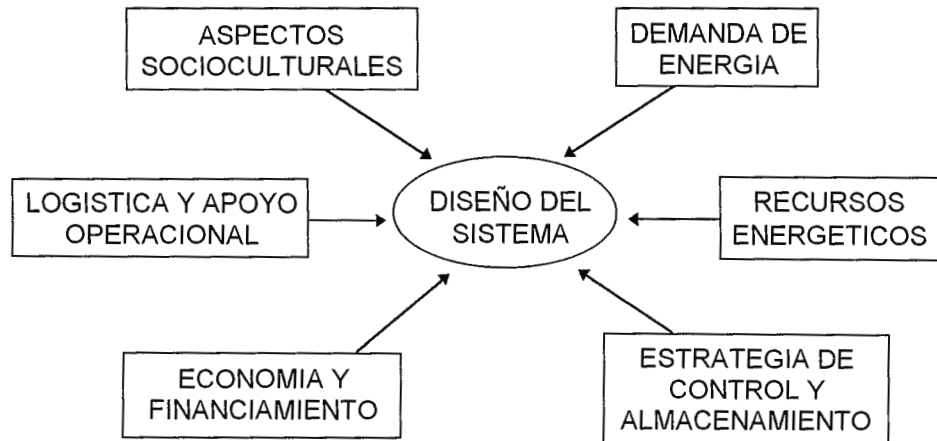 ASPECTOS
SOCIOCULTURALES
DEMANDA DE
ENERGIA
LOGISTICA Y APOYO
OPERACIONAL
DISEÑO DEL
SISTEMA
RECURSOS
ENERGETICOS
ECONOMIA Y
FINANCIAMIENTO
ESTRATEGIA DE
CONTROL Y
ALMACENAMIENTO